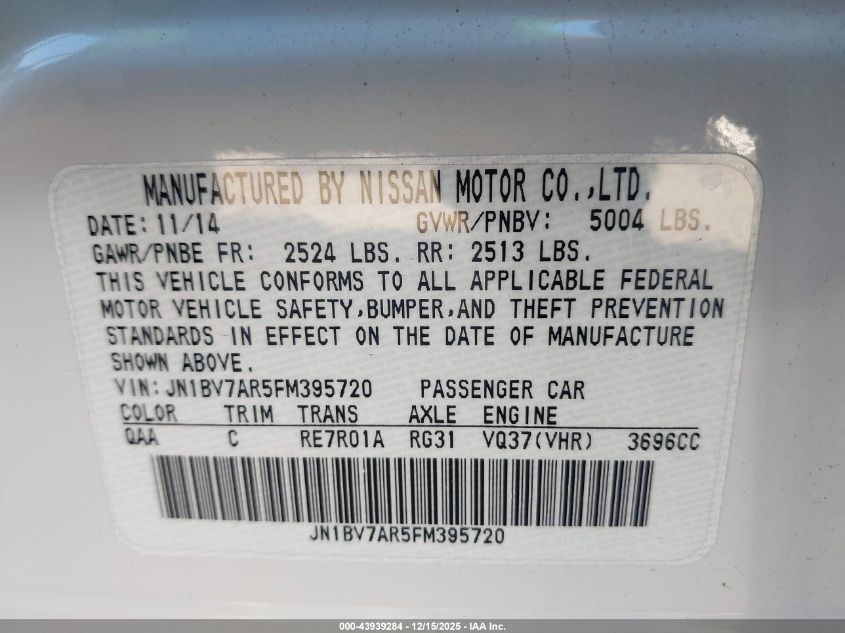 MANUFACTURED BY NISSAN MOTOR CO.,LTD.
DATE: 11/14 GVWR/PNBV: 5004 LBS.
GAWR/PNBE FR: 2524 LBS. RR: 2513 LBS.
THIS VEHICLE CONFORMS TO ALL APPLICABLE FEDERAL
MOTOR VEHICLE SAFETY,BUMPER,AND THEFT PREVENTION
STANDARDS IN EFFECT ON THE DATE OF MANUFACTURE
SHOWN ABOVE.
VIN: JN1BV7AR5FM395720 PASSENGER CAR
COLOR TRIM TRANS AXLE ENGINE
QAA C RE7R01A RG31 VQ37(VHR) 3696CC
JN1BV7AR5FM395720
000-43939284 - 12/15/2025 - IAA Inc.